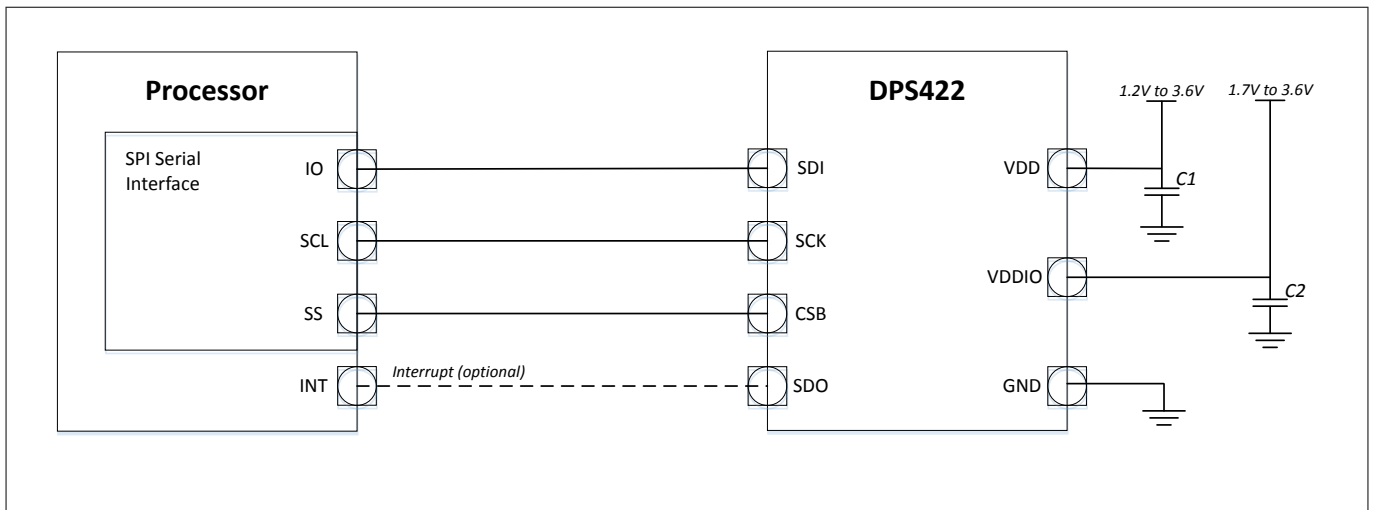 Processor
DPS422
1.2V to 3.6V
1.7V to 3.6V
SPI Serial
Interface
IO
SDI
VDD
C1
SCL
SCK
VDDIO
C2
SS
CSB
INT
Interrupt (optional)
SDO
GND